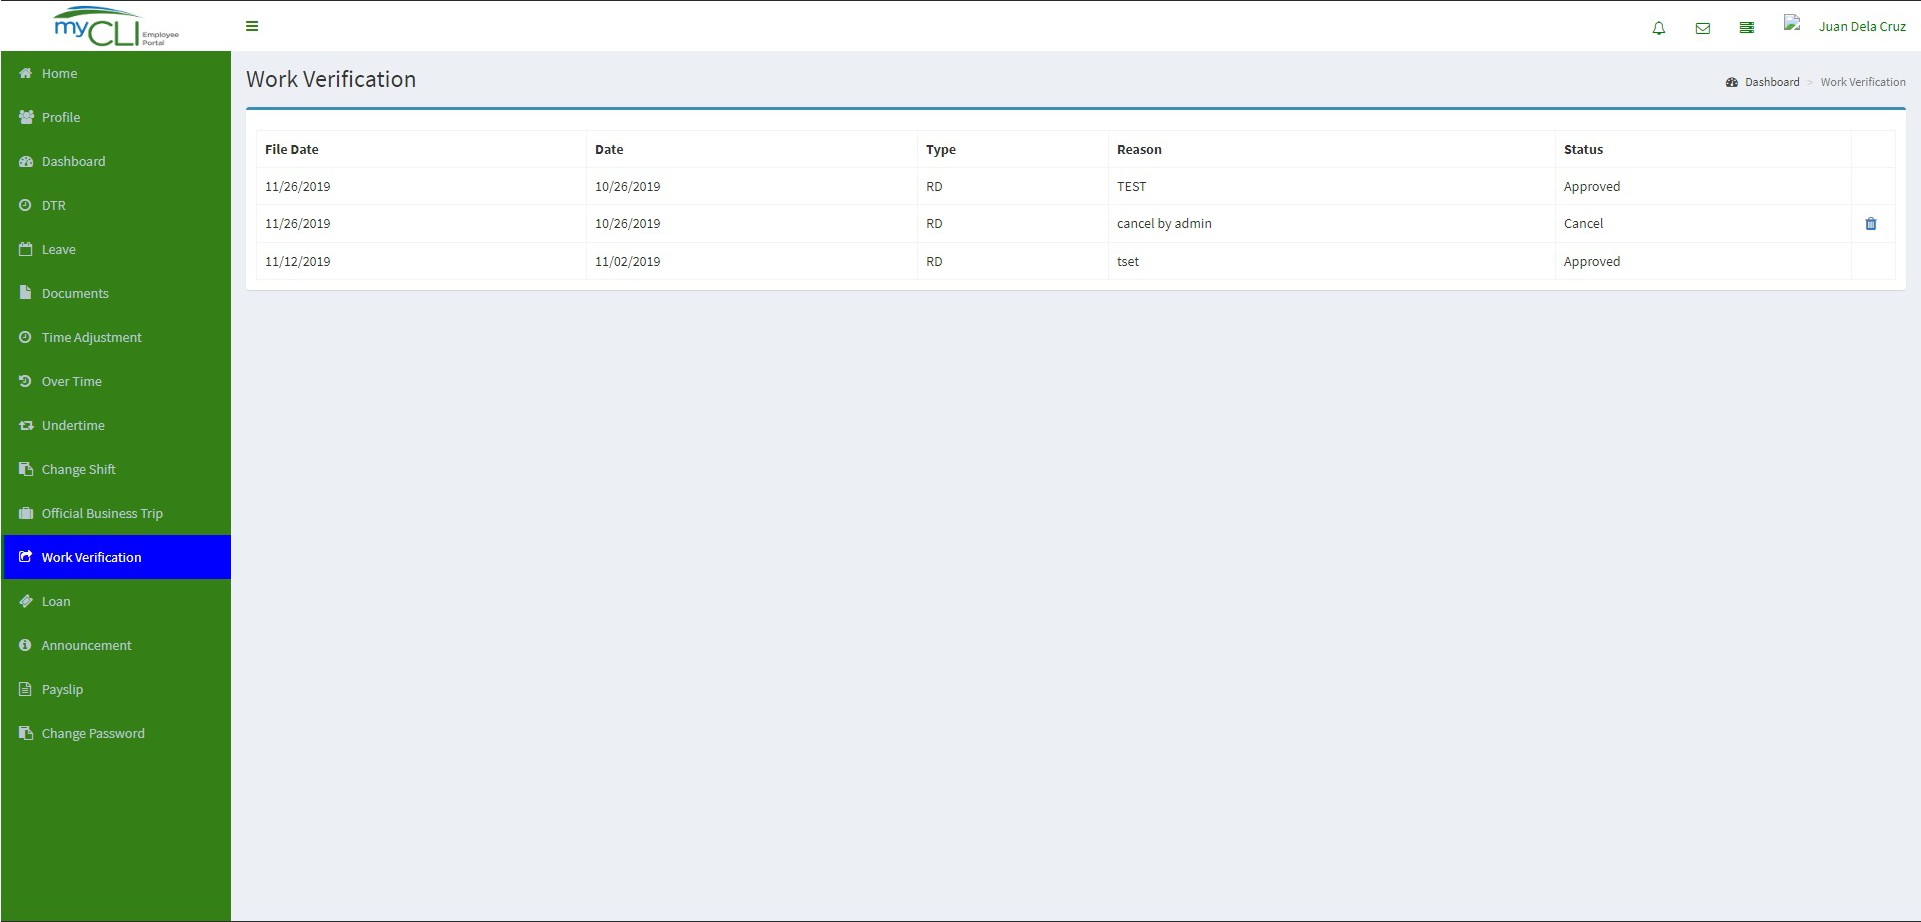 myCLI Employee Portal
Juan Dela Cruz
Home
Profile
Dashboard
DTR
Leave
Documents
Time Adjustment
Over Time
Undertime
Change Shift
Official Business Trip
Work Verification
Loan
Announcement
Payslip
Change Password
Work Verification
Dashboard > Work Verification
File Date Date Type Reason Status
11/26/2019 10/26/2019 RD TEST Approved
11/26/2019 10/26/2019 RD cancel by admin Cancel
11/12/2019 11/02/2019 RD tset Approved